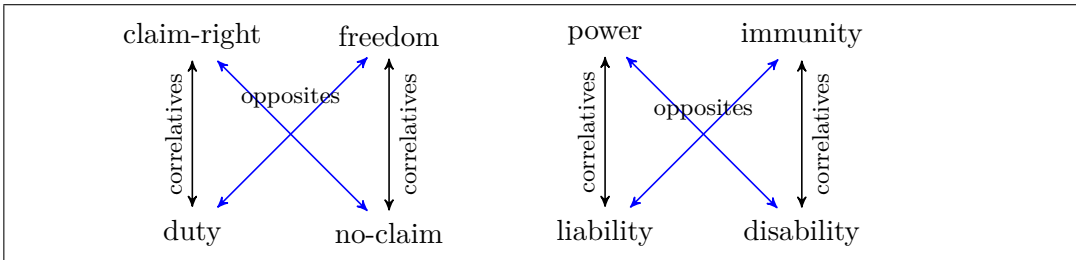 claim-right freedom power immunity
correlatives opposites correlatives correlatives opposites correlatives
duty no-claim liability disability